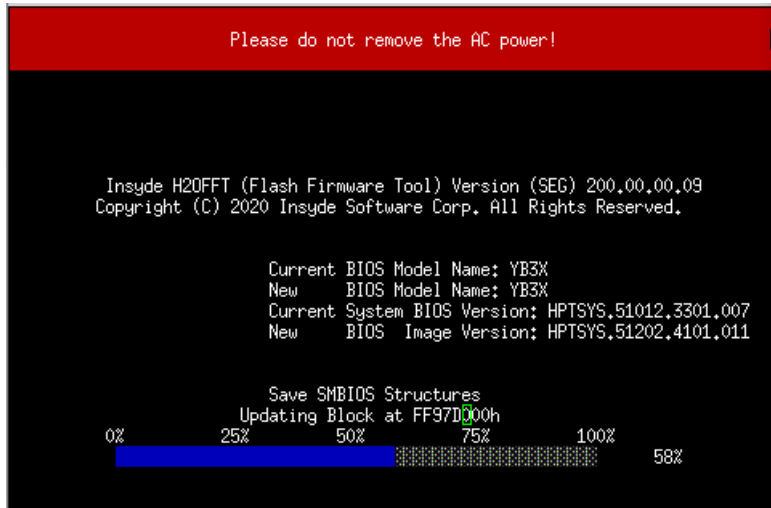 Please do not remove the AC power!
Insyde H2OFFT (Flash Firmware Tool) Version (SEG) 200.00.00.09
Copyright (C) 2020 Insyde Software Corp. All Rights Reserved.
Current BIOS Model Name: YB3X
New BIOS Model Name: YB3X
Current System BIOS Version: HPTSYS.51012.3301.007
New BIOS Image Version: HPTSYS.51202.4101.011
Save SMBIOS Structures
Updating Block at FF97D000h
0% 25% 50% 75% 100%
58%